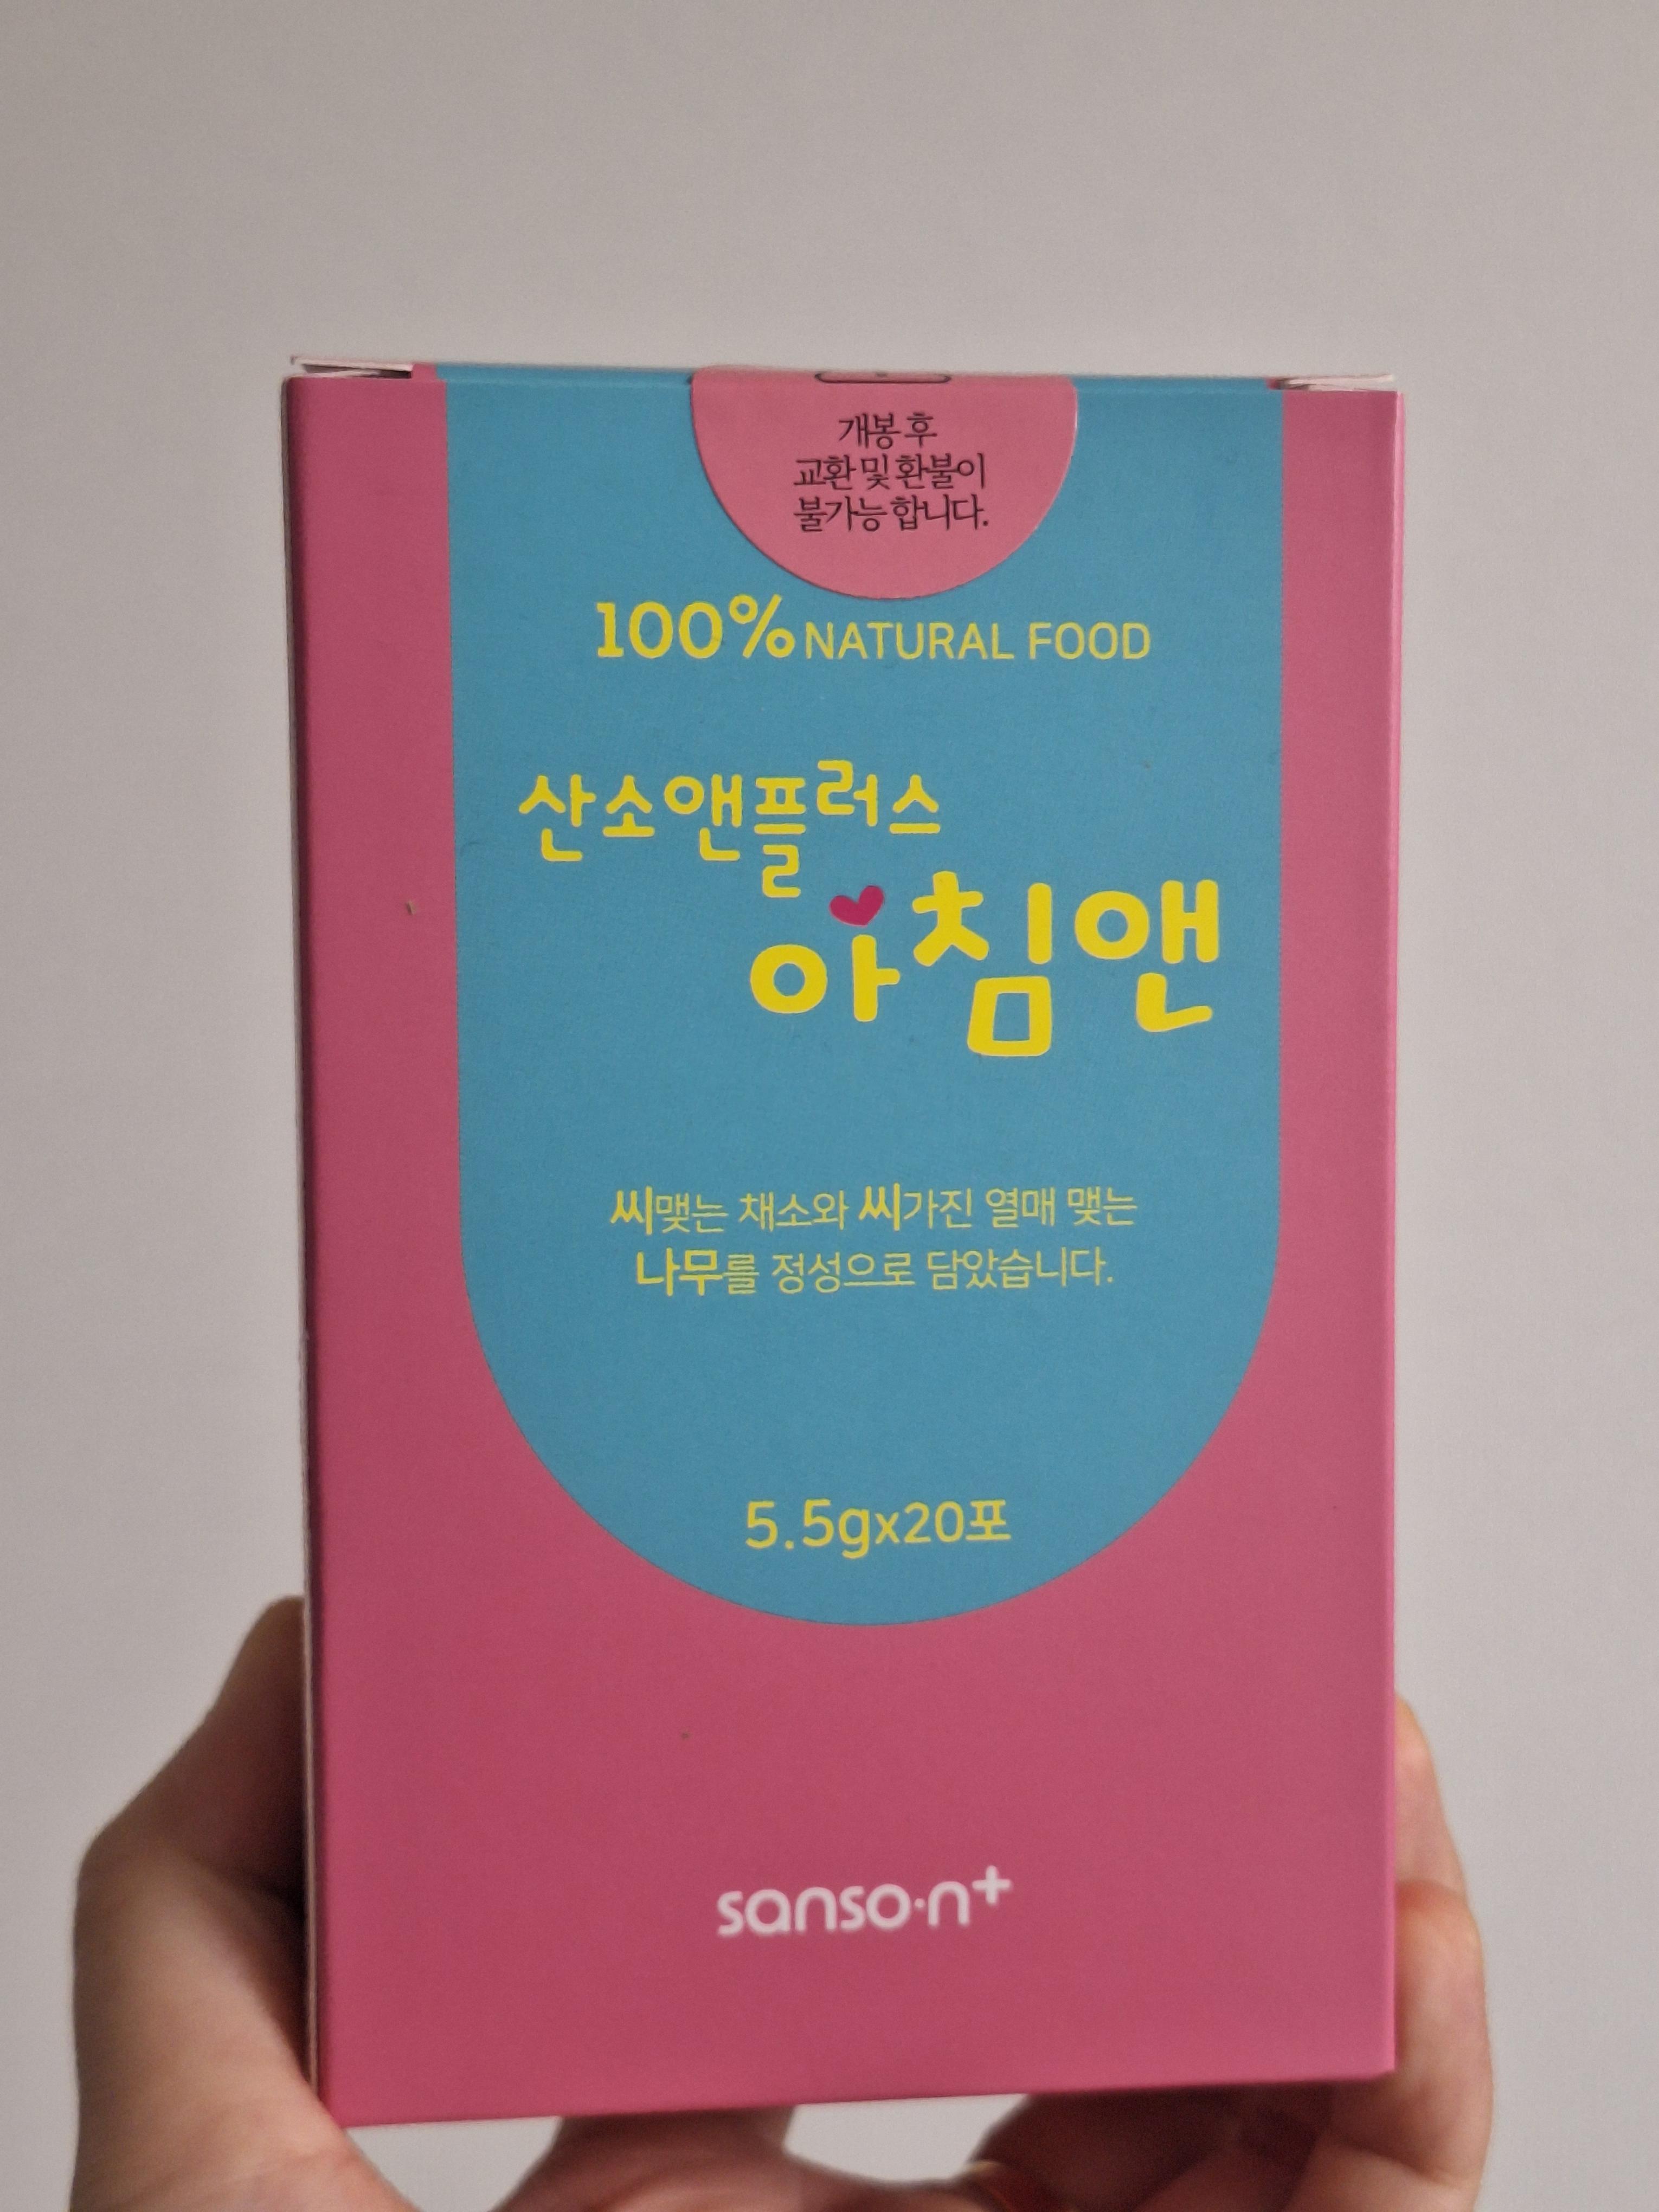 개봉 후
교환 및 환불이
불가능 합니다.
100% NATURAL FOOD
산소앤플러스
아침앤
씨맺는 채소와 씨가진 열매 맺는
나무를 정성으로 담았습니다.
5.5gx20포
sanso·n+